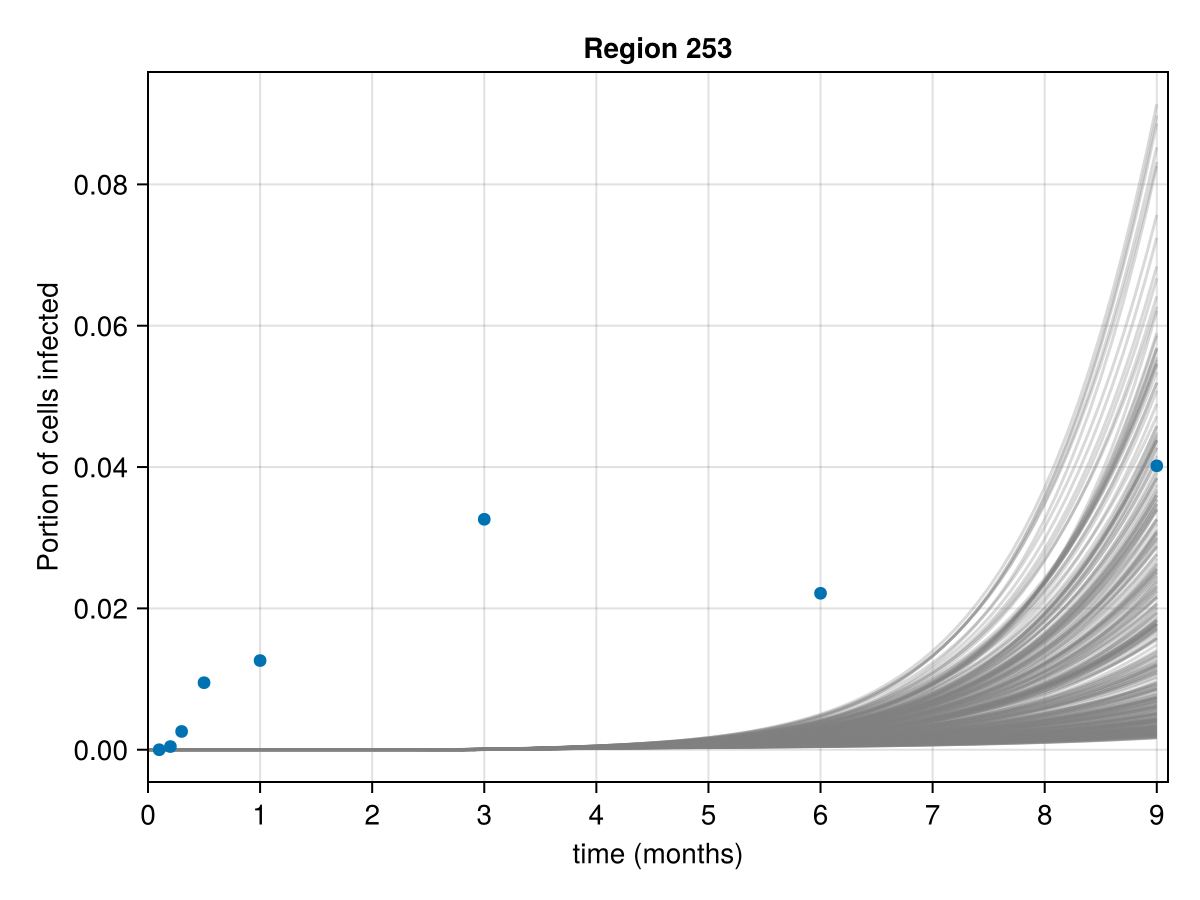 Region 253
Portion of cells infected
0.08
0.06
0.04
0.02
0.00
0 1 2 3 4 5 6 7 8 9
time (months)